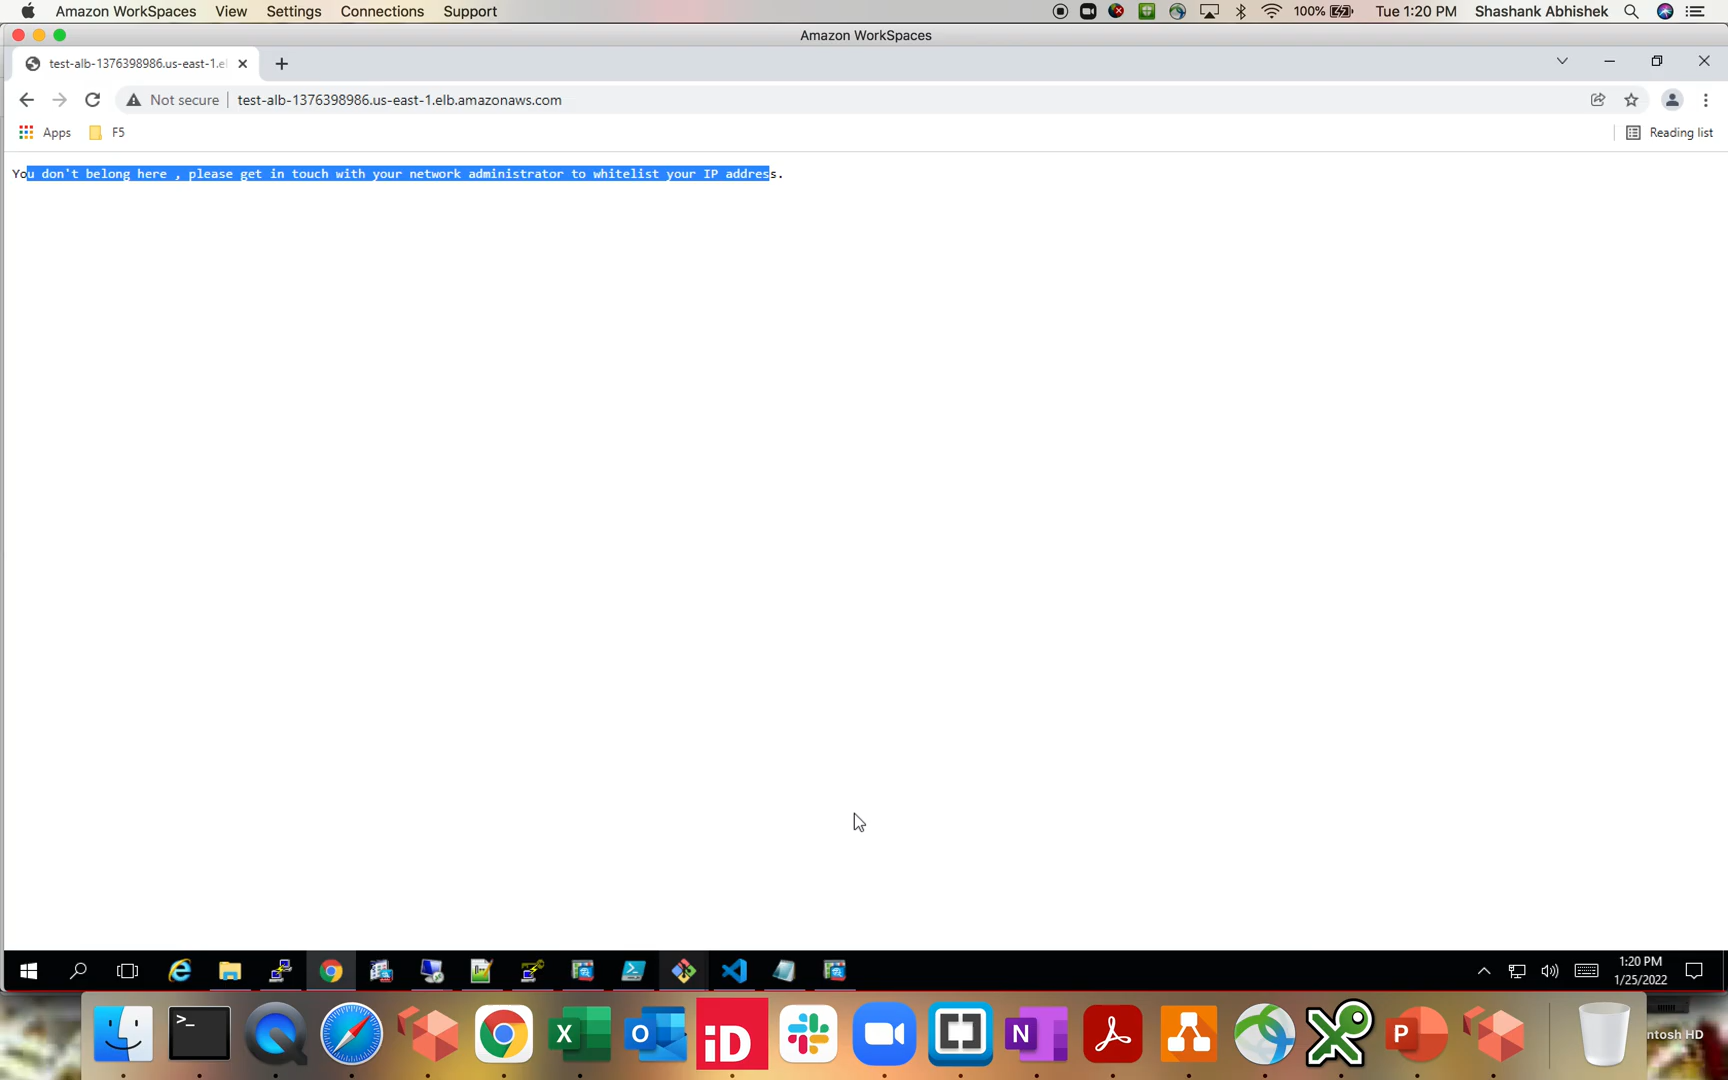 Amazon WorkSpaces View Settings Connections Support 100% Tue 1:20 PM Shashank Abhishek
Amazon WorkSpaces
test-alb-1376398986.us-east-1.el
Not secure test-alb-1376398986.us-east-1.elb.amazonaws.com
Apps F5 Reading list
You don't belong here , please get in touch with your network administrator to whitelist your IP address.
1:20 PM
1/25/2022
>_ X O iD N P
ntosh HD